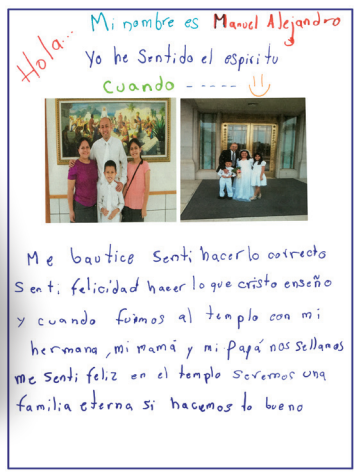 Hola...
Mi nombre es Manuel Alejandro
Yo he Sentido el espiritu
Cuando - - - - -
Me bautice Senti hacer lo correcto
Senti felicidad hacer lo que cristo enseño
y cuando fuimos al templo con mi
hermana, mi mamá y mi papá nos sellamos
me Senti feliz en el templo Seremos una
familia eterna si hacemos lo bueno